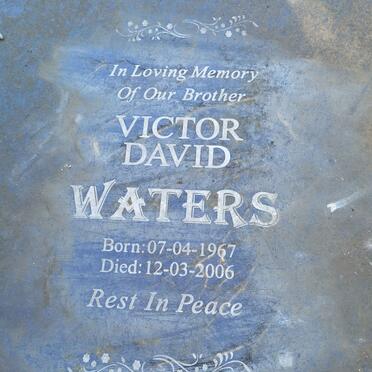 In Loving Memory
Of Our Brother
VICTOR
DAVID
WATERS
Born:07-04-1967
Died:12-03-2006
Rest In Peace